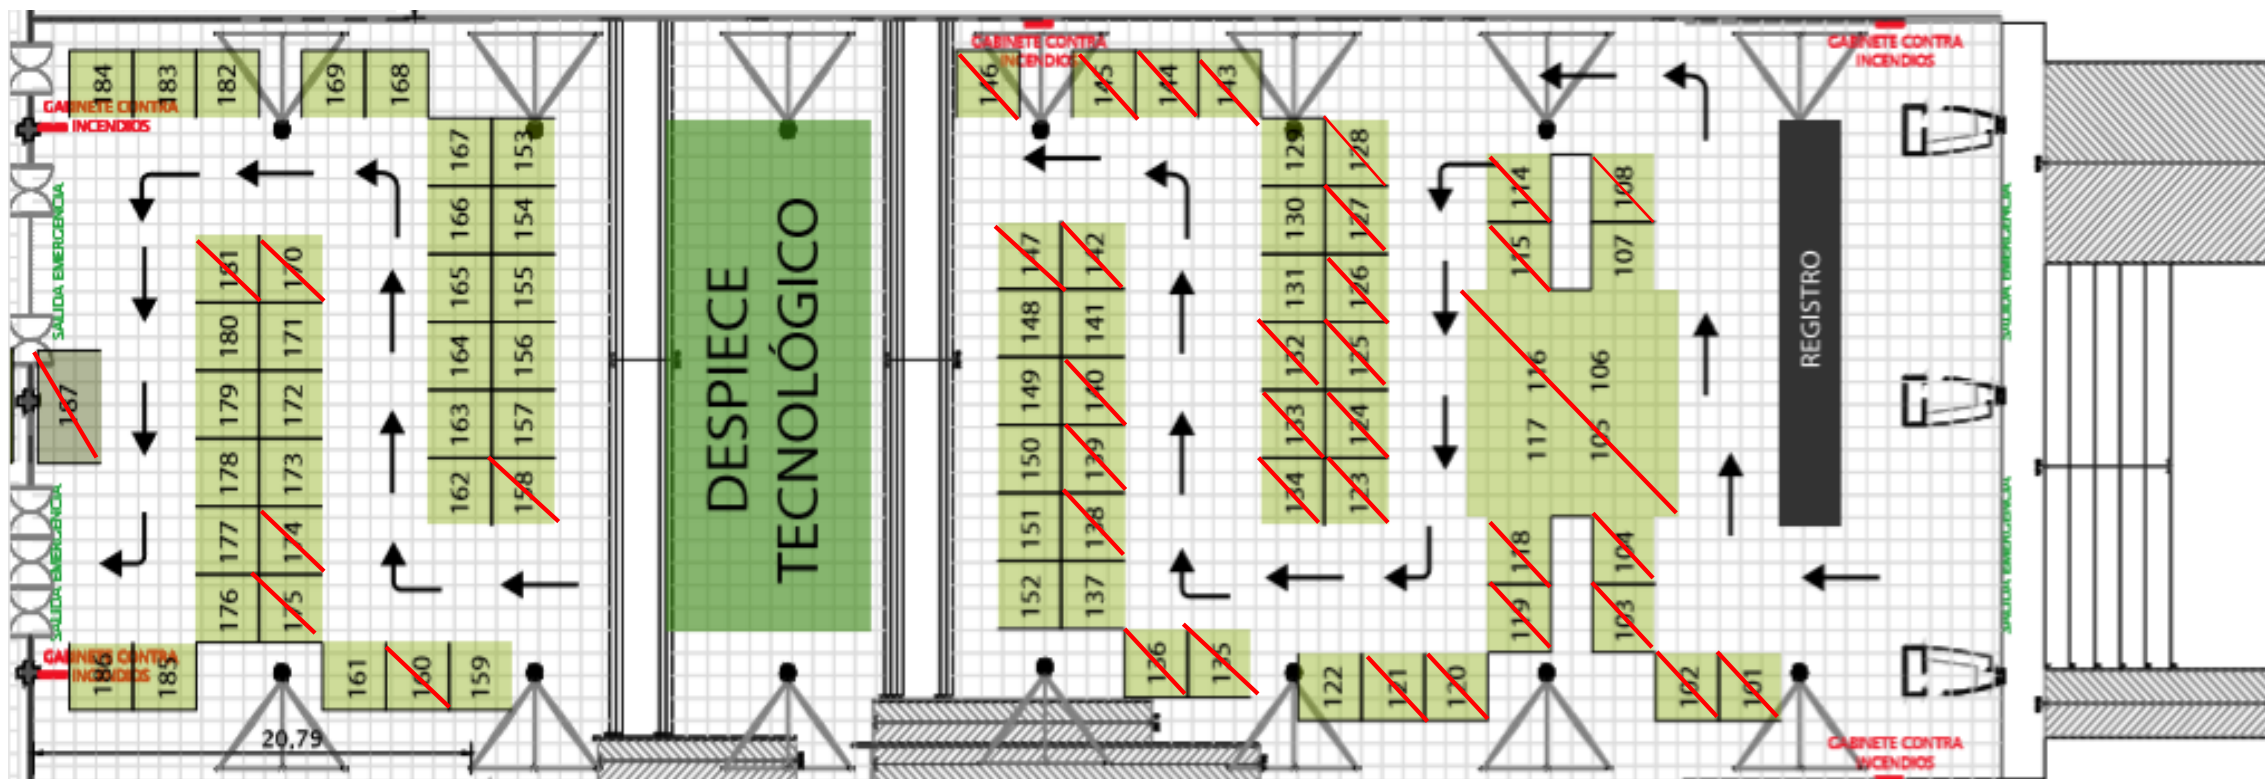 GABINETE CONTRA
INCENDIOS
GABINETE CONTRA
INCENDIOS
184 183 182 169 168
146 145 144 143
GABINETE CONTRA
INCENDIOS
167 153
166 154
165 155
164 156
163 157
162 158
129 128
130 127
131 126
132 125
133 124
134 123
114 108
115 107
116 106
117 105
118 104
119 103
181 170
180 171
179 172
178 173
177 174
176 175
147 142
148 141
149 140
150 139
151 138
152 137
187
DESPIECE
TECNOLÓGICO
REGISTRO
SALIDA EMERGENCIA
SALIDA EMERGENCIA
SALIDA EMERGENCIA
SALIDA EMERGENCIA
GABINETE CONTRA
INCENDIOS
186 185 161 160 159
136 135
122 121 120 102 101
20,79
GABINETE CONTRA
INCENDIOS